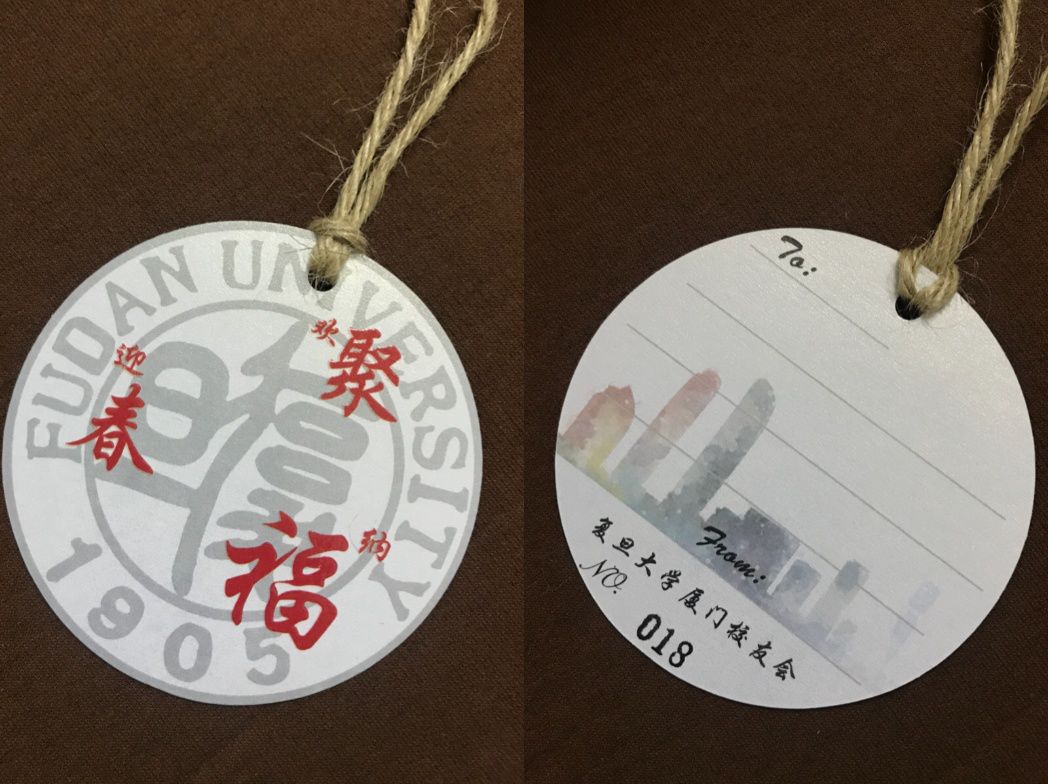 FUDAN UNIVERSITY
1905
欢聚
迎春
纳福
To:
From:
复旦大学厦门校友会
NO.
018